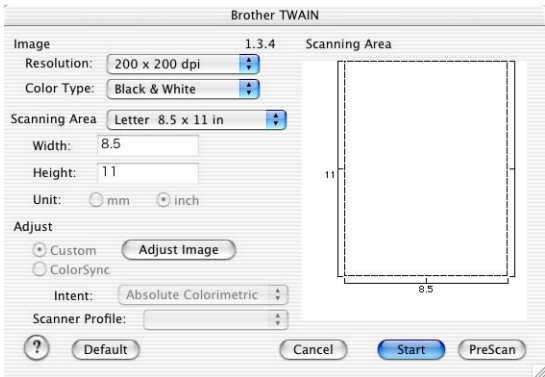 Brother TWAIN
Image 1.3.4
Resolution: 200 x 200 dpi
Color Type: Black & White
Scanning Area Letter 8.5 x 11 in
Width: 8.5
Height: 11
Unit: mm inch
Adjust
Custom Adjust Image
ColorSync
Intent: Absolute Colorimetric
Scanner Profile:
Scanning Area
11
8.5
? Default Cancel Start PreScan